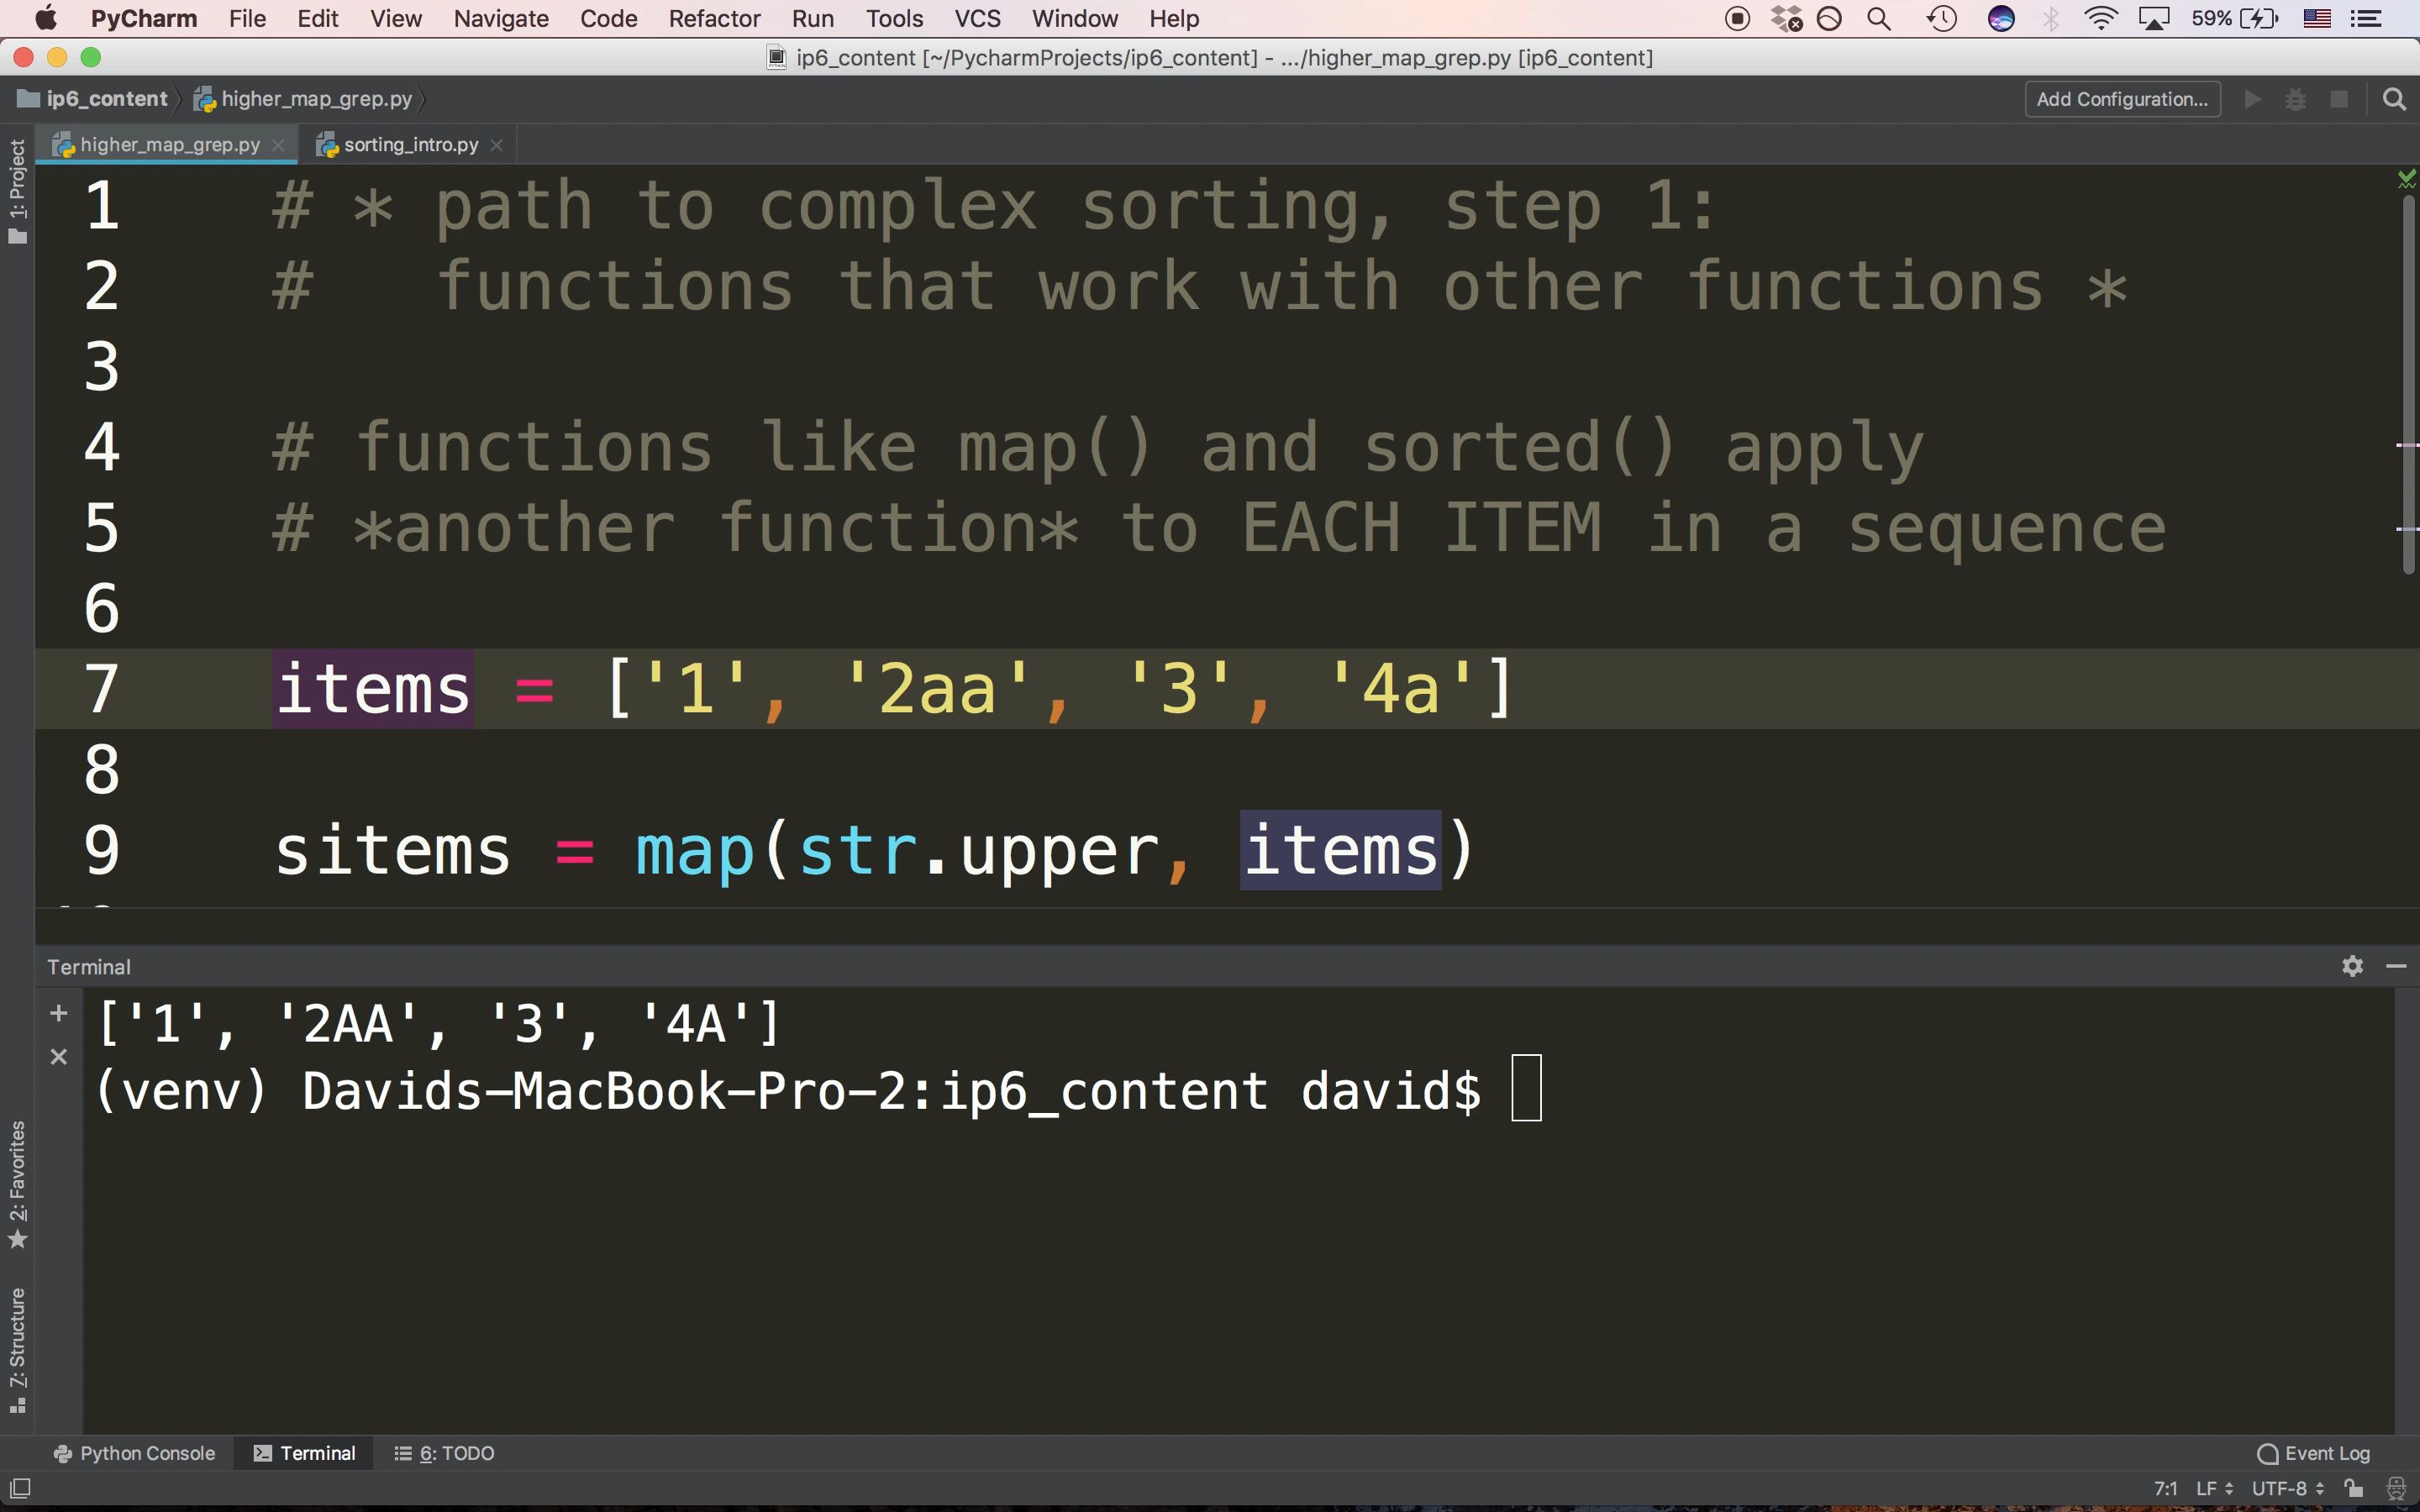 PyCharm File Edit View Navigate Code Refactor Run Tools VCS Window Help 59%
ip6_content [~/PycharmProjects/ip6_content] - .../higher_map_grep.py [ip6_content]
ip6_content higher_map_grep.py Add Configuration...
higher_map_grep.py sorting_intro.py
1: Project
1 # * path to complex sorting, step 1:
2 #   functions that work with other functions *
3
4 # functions like map() and sorted() apply
5 # *another function* to EACH ITEM in a sequence
6
7 items = ['1', '2aa', '3', '4a']
8
9 sitems = map(str.upper, items)
Terminal
['1', '2AA', '3', '4A']
(venv) Davids-MacBook-Pro-2:ip6_content david$
2: Favorites
7: Structure
Python Console Terminal 6: TODO Event Log
7:1 LF UTF-8